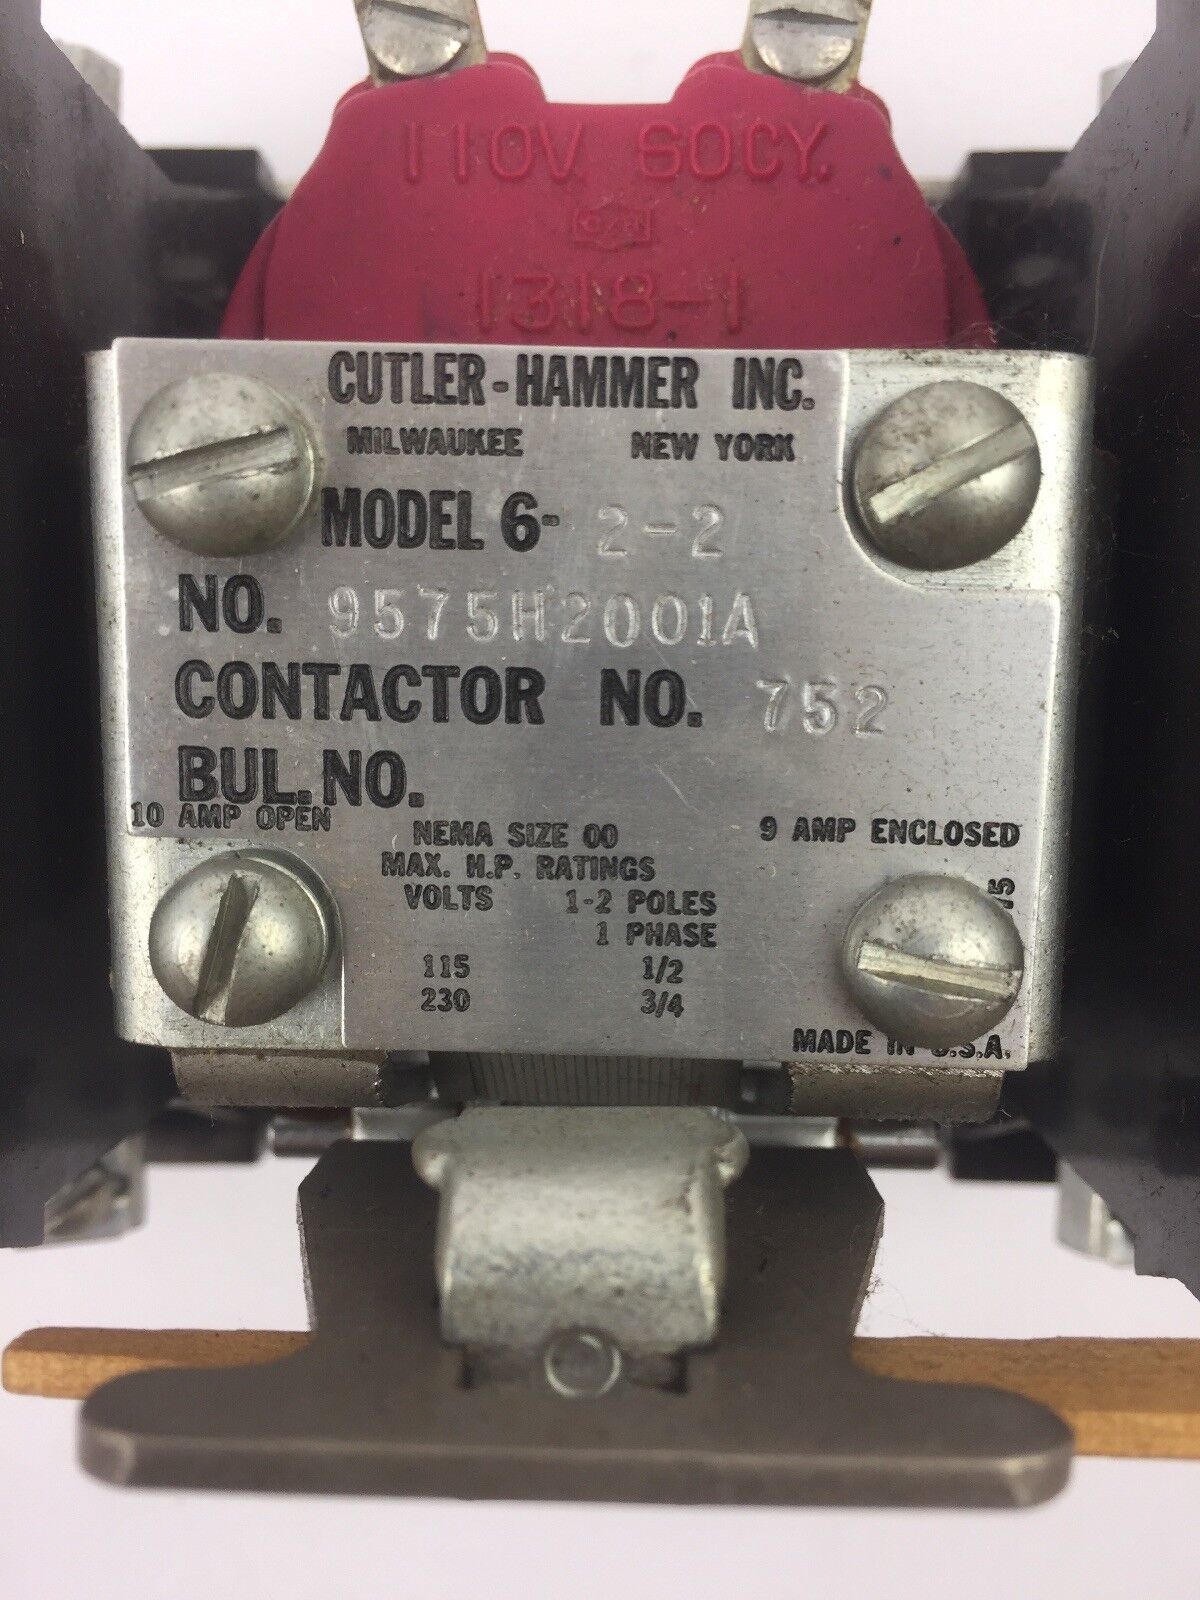 110V 60CY.
C-H
1318-1
CUTLER-HAMMER INC.
MILWAUKEE NEW YORK
MODEL 6- 2-2
NO. 9575H2001A
CONTACTOR NO. 752
BUL. NO.
10 AMP OPEN NEMA SIZE 00 9 AMP ENCLOSED
MAX. H.P. RATINGS
VOLTS 1-2 POLES
1 PHASE
115 1/2
230 3/4
MADE IN U.S.A.